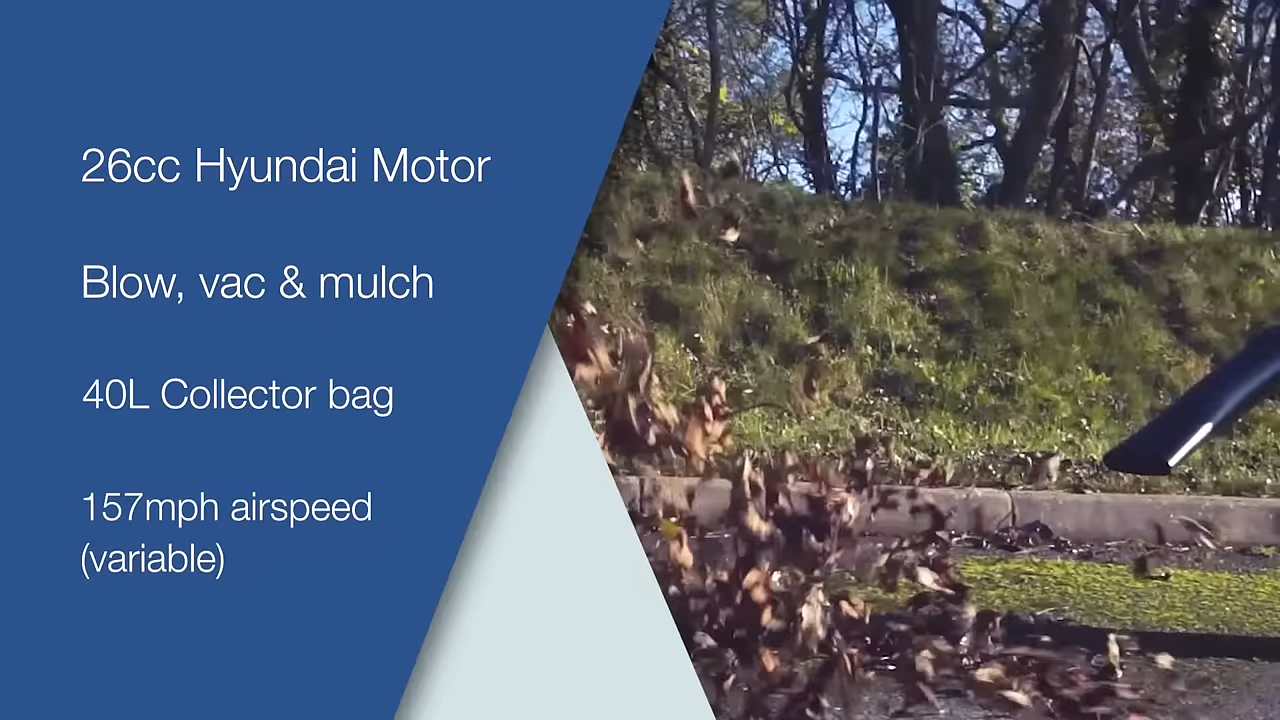 26cc Hyundai Motor
Blow, vac & mulch
40L Collector bag
157mph airspeed
(variable)